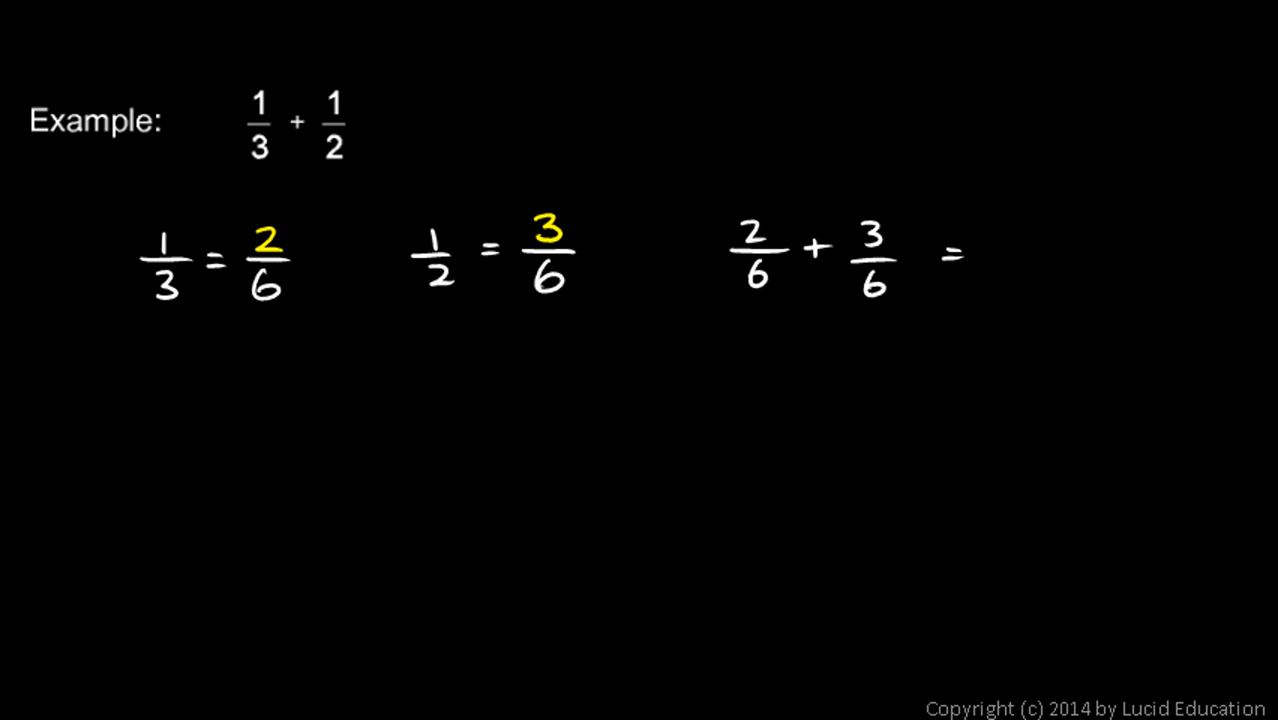 Example: 1/3 + 1/2
1/3 = 2/6 1/2 = 3/6 2/6 + 3/6 =
Copyright (c) 2014 by Lucid Education